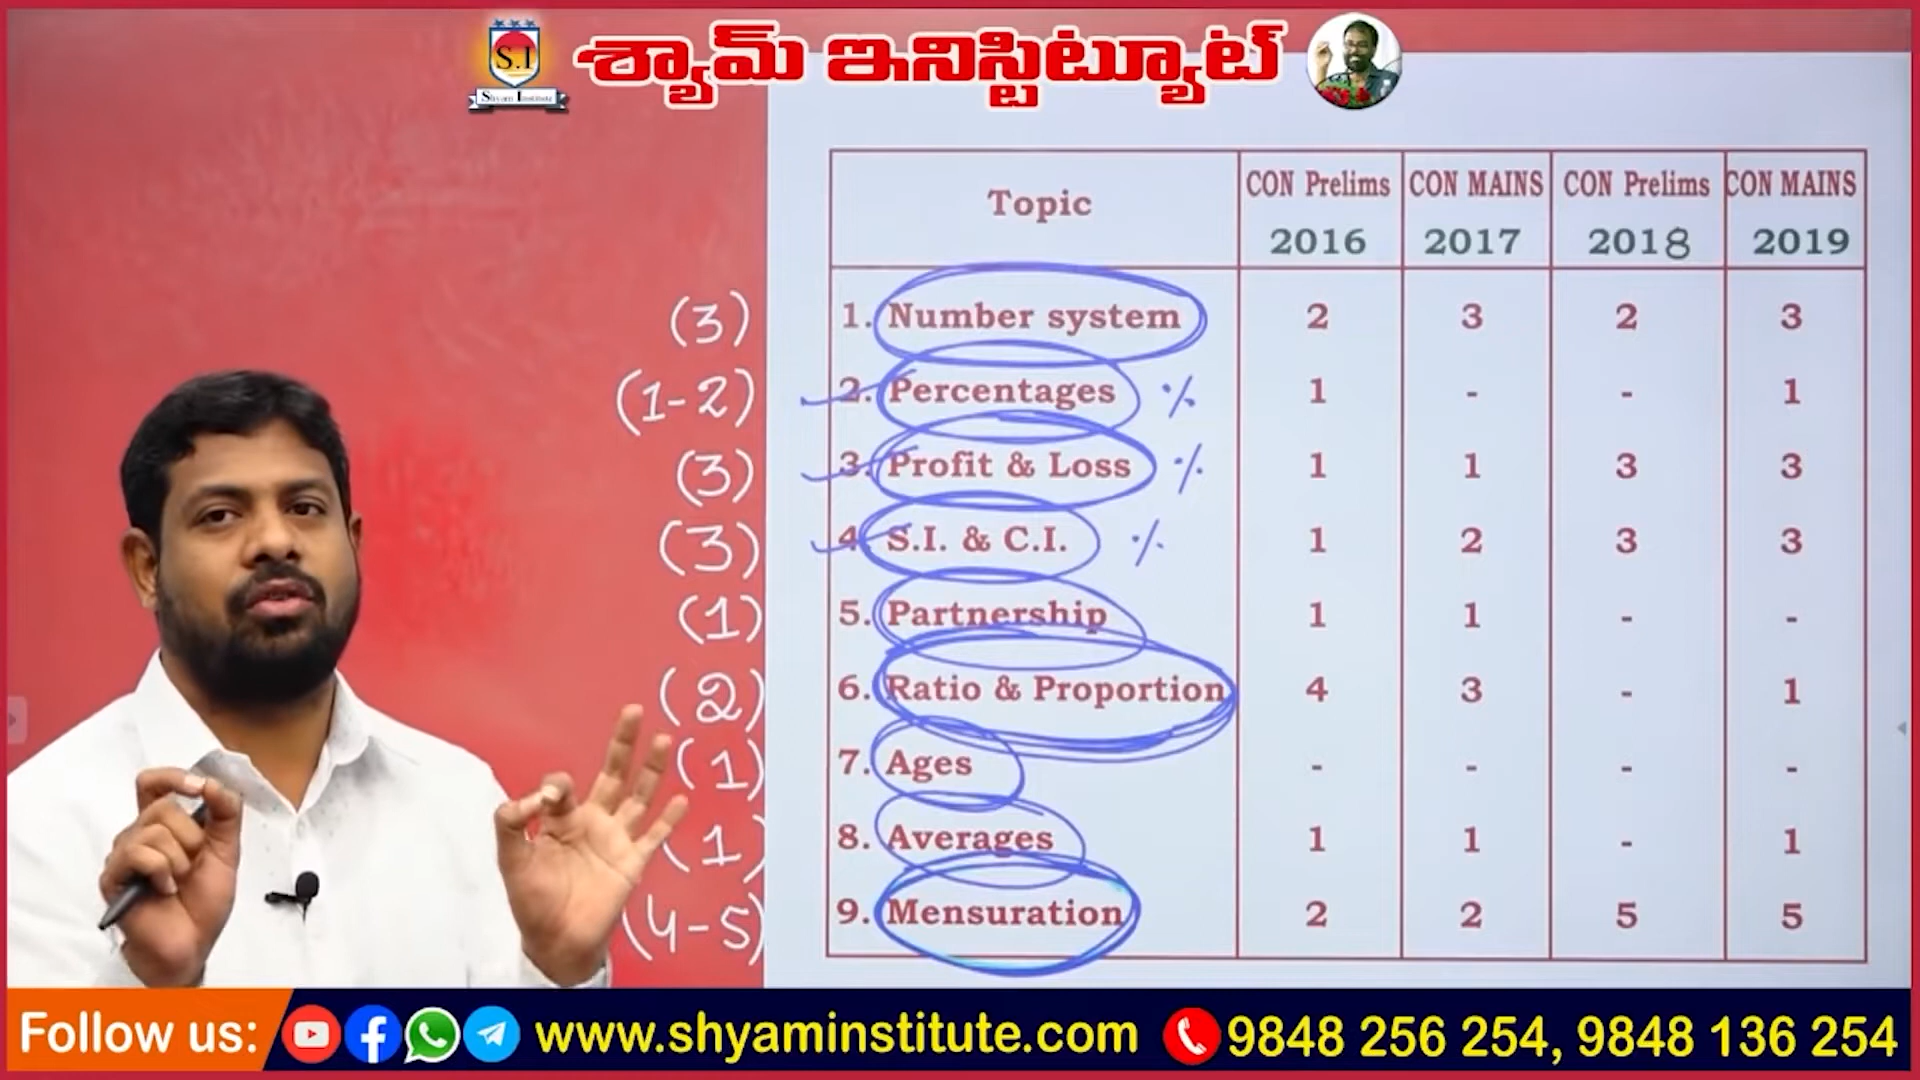 S.I
Shyam Institute
శ్యామ్ ఇనిస్టిట్యూట్
Topic CON Prelims 2016 CON MAINS 2017 CON Prelims 2018 CON MAINS 2019
(3) 1. Number system 2 3 2 3
(1-2) 2. Percentages % 1 - - 1
(3) 3. Profit & Loss % 1 1 3 3
(3) 4. S.I. & C.I. % 1 2 3 3
(1) 5. Partnership 1 1 - -
(2) 6. Ratio & Proportion 4 3 - 1
(1) 7. Ages - - - -
(1) 8. Averages 1 1 - 1
(4-5) 9. Mensuration 2 2 5 5
Follow us: www.shyaminstitute.com 9848 256 254, 9848 136 254